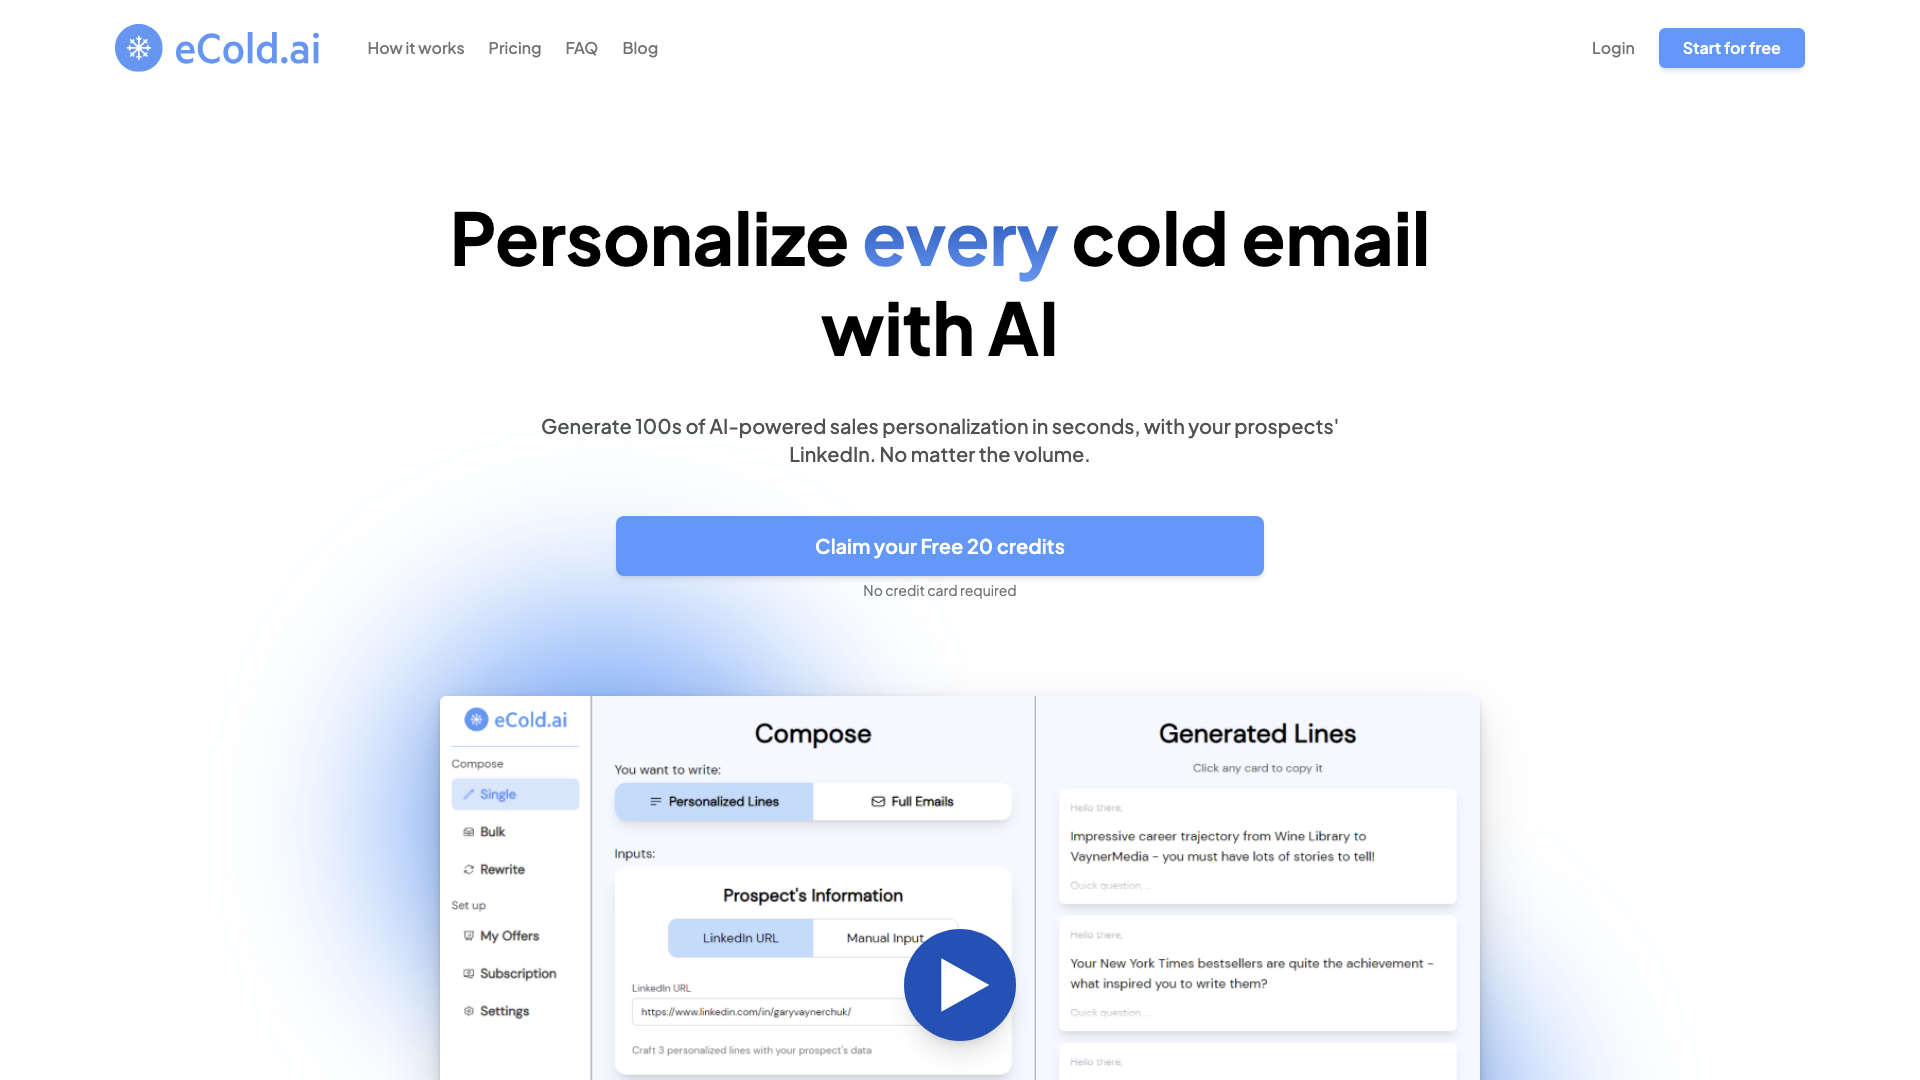 eCold.ai
How it works
Pricing
FAQ
Blog
Login
Start for free
Personalize every cold email
with AI
Generate 100s of AI-powered sales personalization in seconds, with your prospects'
LinkedIn. No matter the volume.
Claim your Free 20 credits
No credit card required
eCold.ai
Compose
Single
Bulk
Rewrite
Set up
My Offers
Subscription
Settings
Compose
You want to write:
Personalized Lines
Full Emails
Inputs:
Prospect's Information
LinkedIn URL
Manual Input
LinkedIn URL
https://www.linkedin.com/in/garyvaynerchuk/
Craft 3 personalized lines with your prospect's data
Generated Lines
Click any card to copy it
Hello there,
Impressive career trajectory from Wine Library to
VaynerMedia - you must have lots of stories to tell!
Quick question, ...
Hello there,
Your New York Times bestsellers are quite the achievement -
what inspired you to write them?
Quick question, ...
Hello there,